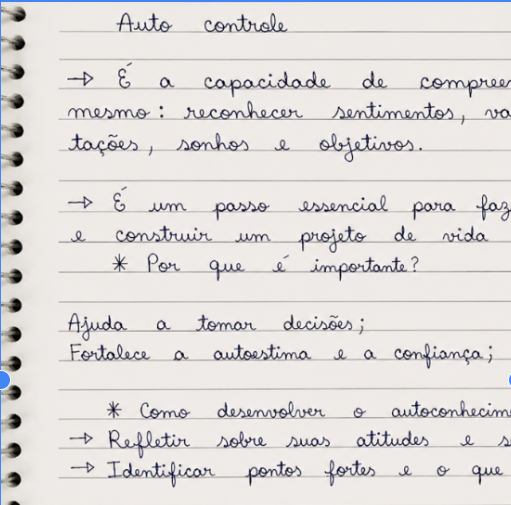 Auto controle
→ É a capacidade de compreen
mesmo: reconhecer sentimentos, va
tações, sonhos e objetivos.
→ É um passo essencial para faz
e construir um projeto de vida
* Por que é importante?
Ajuda a tomar decisões;
Fortalece a autoestima e a confiança;
* Como desenvolver o autoconhecim
→ Refletir sobre suas atitudes e s
→ Identificar pontos fortes e o que